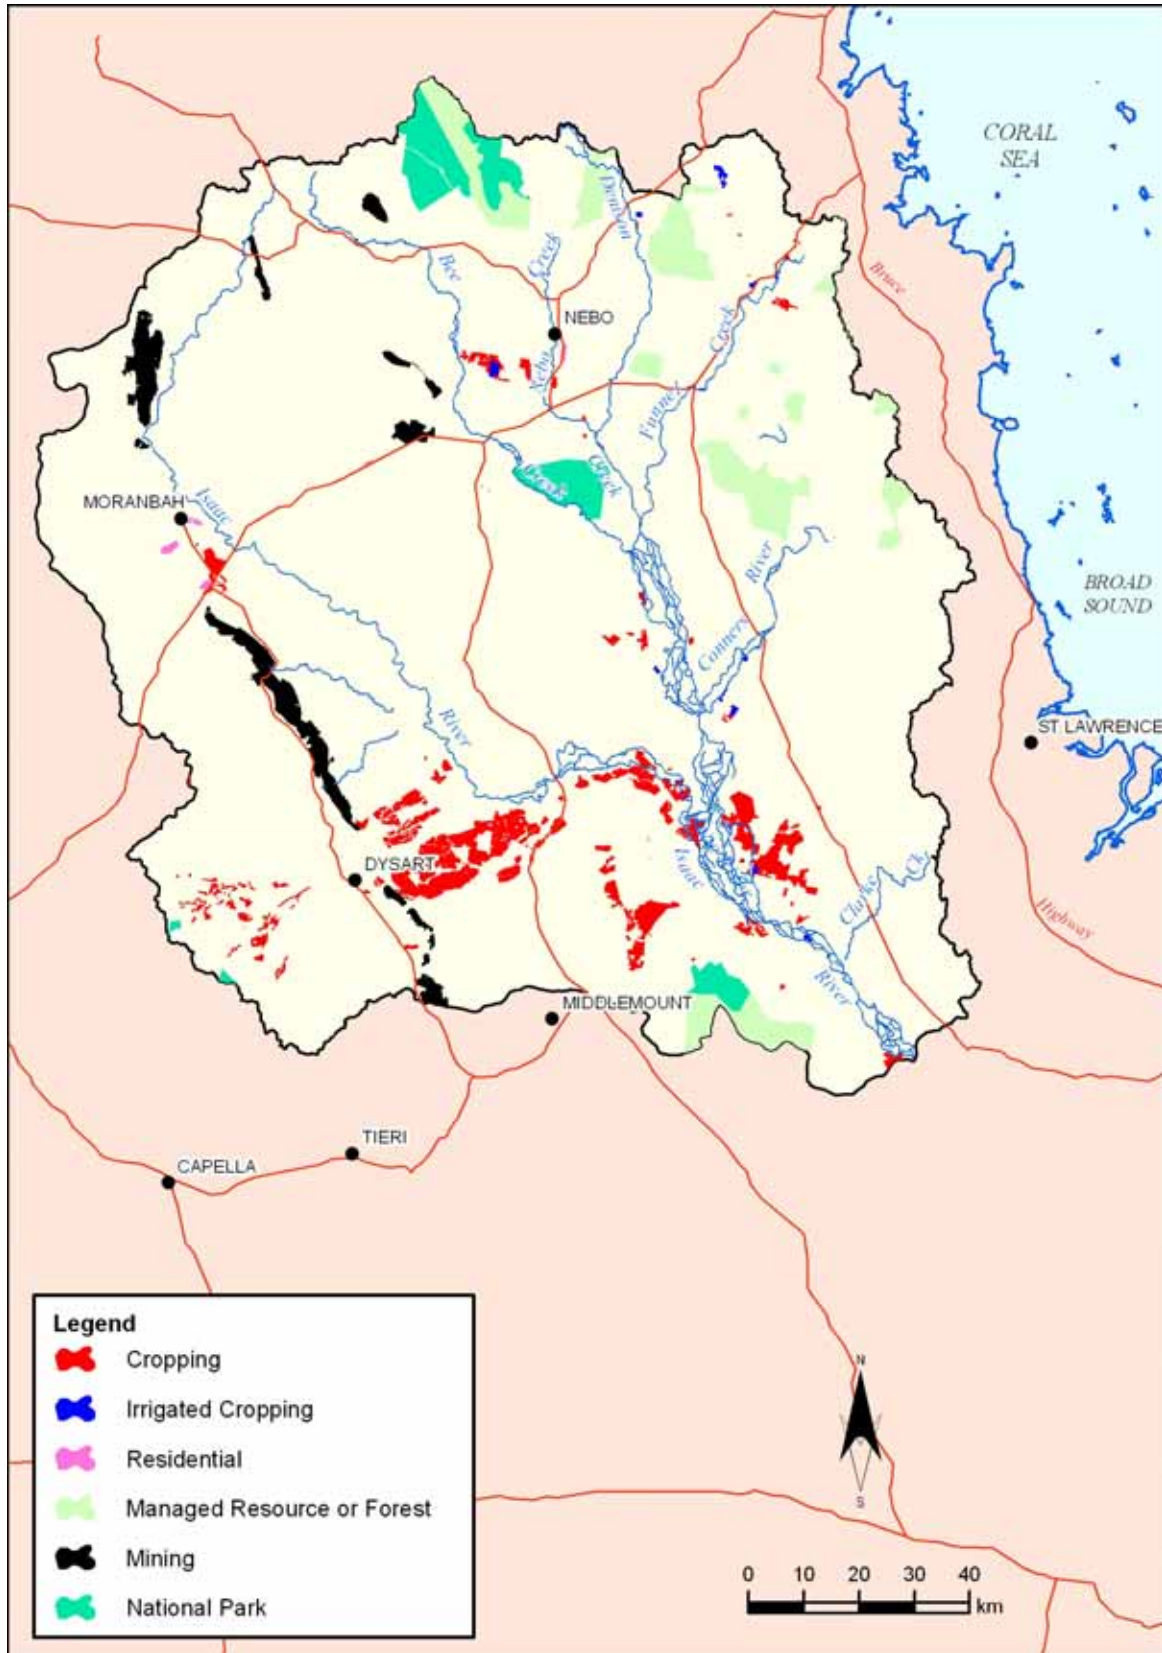 CORAL
SEA
Denison
Bee
Creek
Bruce
NEBO
Creek
Nebo
Funnel
Creek
Creek
MORANBAH
Isaac
River
BROAD
SOUND
Connors
River
ST LAWRENCE
DYSART
Isaac
Clarke
Ck.
Highway
River
MIDDLEMOUNT
TIERI
CAPELLA
Legend
Cropping
Irrigated Cropping
Residential
Managed Resource or Forest
Mining
National Park
N
S
0 10 20 30 40
km